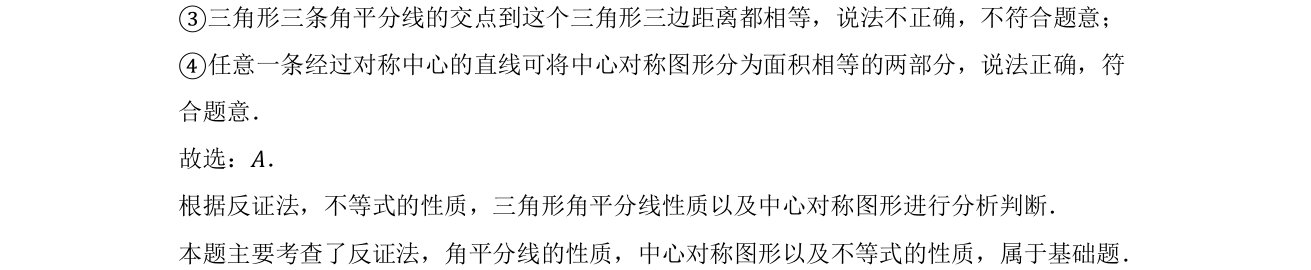 ③三角形三条角平分线的交点到这个三角形三边距离都相等，说法不正确，不符合题意；
④任意一条经过对称中心的直线可将中心对称图形分为面积相等的两部分，说法正确，符
合题意．
故选：A．
根据反证法，不等式的性质，三角形角平分线性质以及中心对称图形进行分析判断．
本题主要考查了反证法，角平分线的性质，中心对称图形以及不等式的性质，属于基础题．